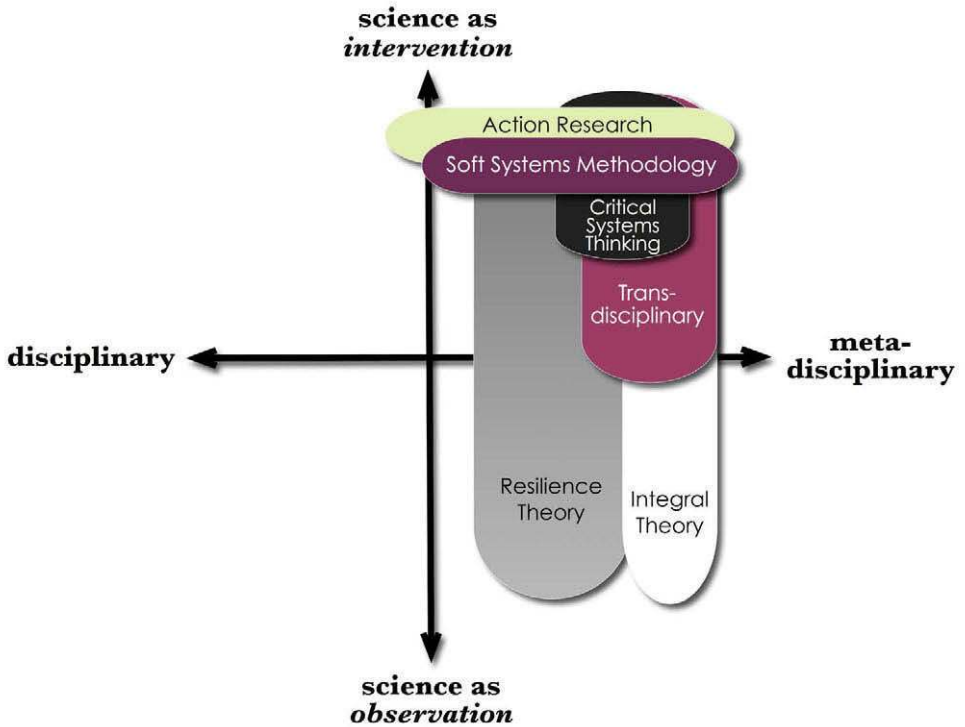 science as
intervention
Action Research
Soft Systems Methodology
Critical
Systems
Thinking
Trans-
disciplinary
disciplinary
meta-
disciplinary
Resilience
Theory
Integral
Theory
science as
observation